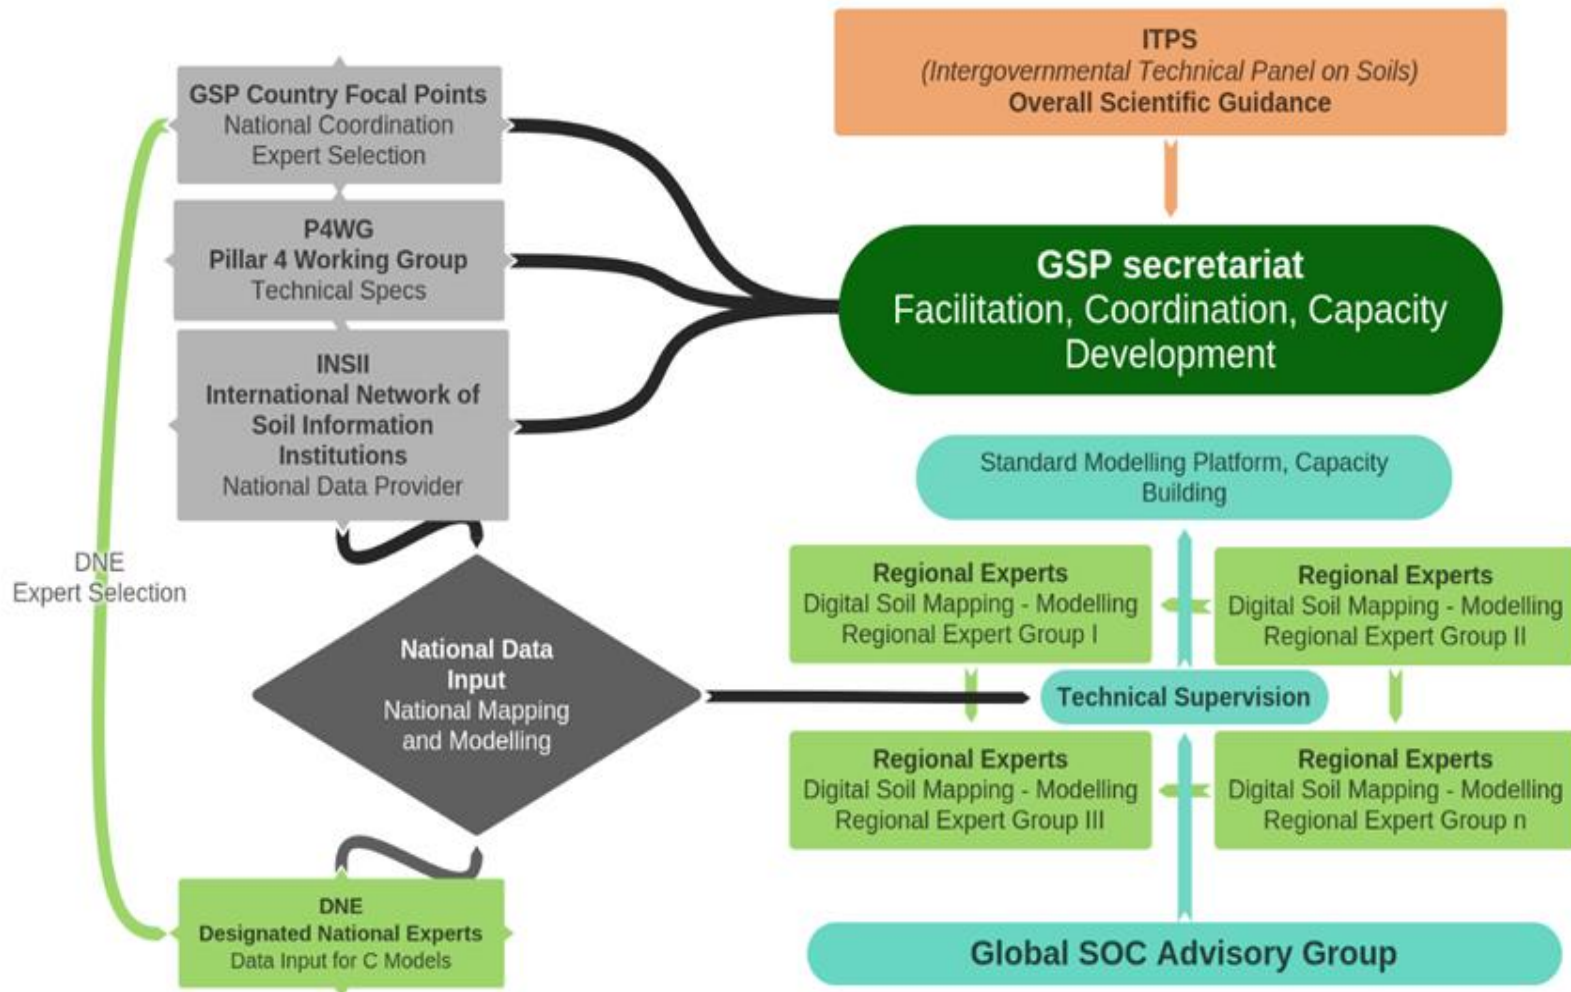 GSP Country Focal Points
National Coordination
Expert Selection
P4WG
Pillar 4 Working Group
Technical Specs
INSII
International Network of
Soil Information
Institutions
National Data Provider
DNE
Expert Selection
National Data
Input
National Mapping
and Modelling
DNE
Designated National Experts
Data Input for C Models
ITPS
(Intergovernmental Technical Panel on Soils)
Overall Scientific Guidance
GSP secretariat
Facilitation, Coordination, Capacity
Development
Standard Modelling Platform, Capacity
Building
Regional Experts
Digital Soil Mapping - Modelling
Regional Expert Group I
Regional Experts
Digital Soil Mapping - Modelling
Regional Expert Group II
Technical Supervision
Regional Experts
Digital Soil Mapping - Modelling
Regional Expert Group III
Regional Experts
Digital Soil Mapping - Modelling
Regional Expert Group n
Global SOC Advisory Group